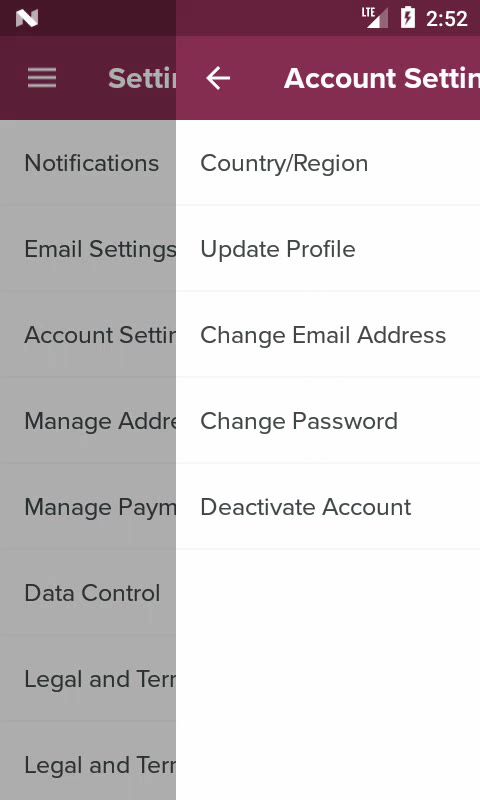 LTE 2:52
Settin
Account Settin
Notifications
Email Settings
Account Settin
Manage Addre
Manage Paym
Data Control
Legal and Terr
Legal and Terr
Country/Region
Update Profile
Change Email Address
Change Password
Deactivate Account